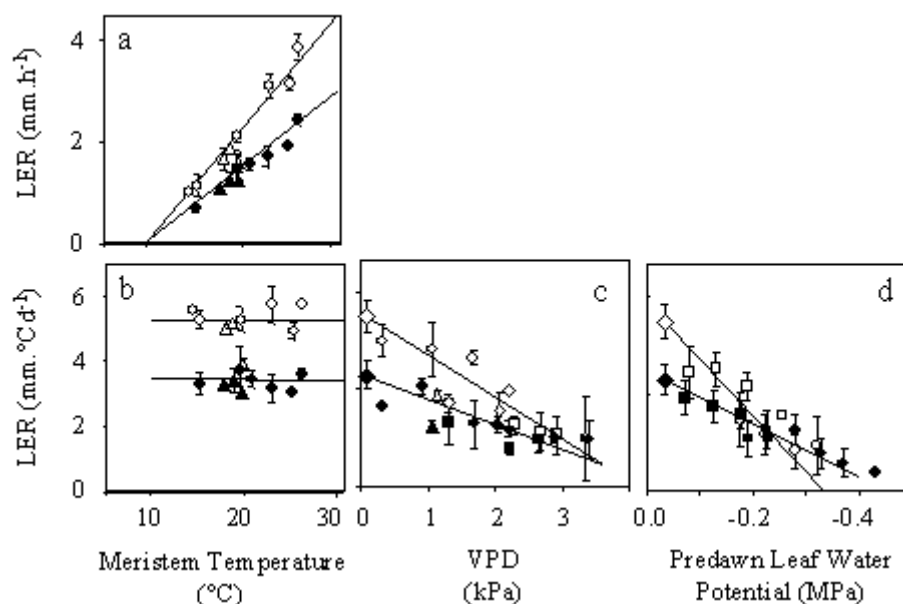 a
LER (mm.h⁻¹)
4
2
0
b
c
d
LER (mm.°Cd⁻¹)
6
4
2
0
10 20 30
0 1 2 3
0.0 -0.2 -0.4
Meristem Temperature
(°C)
VPD
(kPa)
Predawn Leaf Water
Potential (MPa)